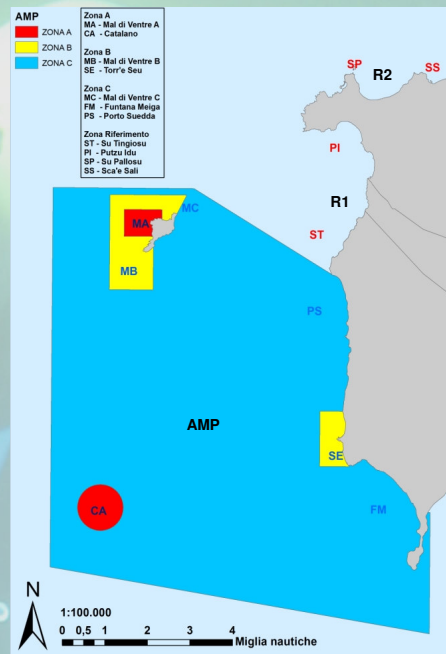 AMP
ZONA A
ZONA B
ZONA C
Zona A
MA - Mal di Ventre A
CA - Catalano
Zona B
MB - Mal di Ventre B
SE - Torr'e Seu
Zona C
MC - Mal di Ventre C
FM - Funtana Meiga
PS - Porto Suedda
Zona Riferimento
ST - Su Tingiosu
PI - Putzu Idu
SP - Su Pallosu
SS - Sca'e Sali
SP
R2
SS
PI
R1
MC
MA
ST
MB
PS
AMP
SE
CA
FM
N
1:100.000
0 0,5 1 2 3 4
Miglia nautiche